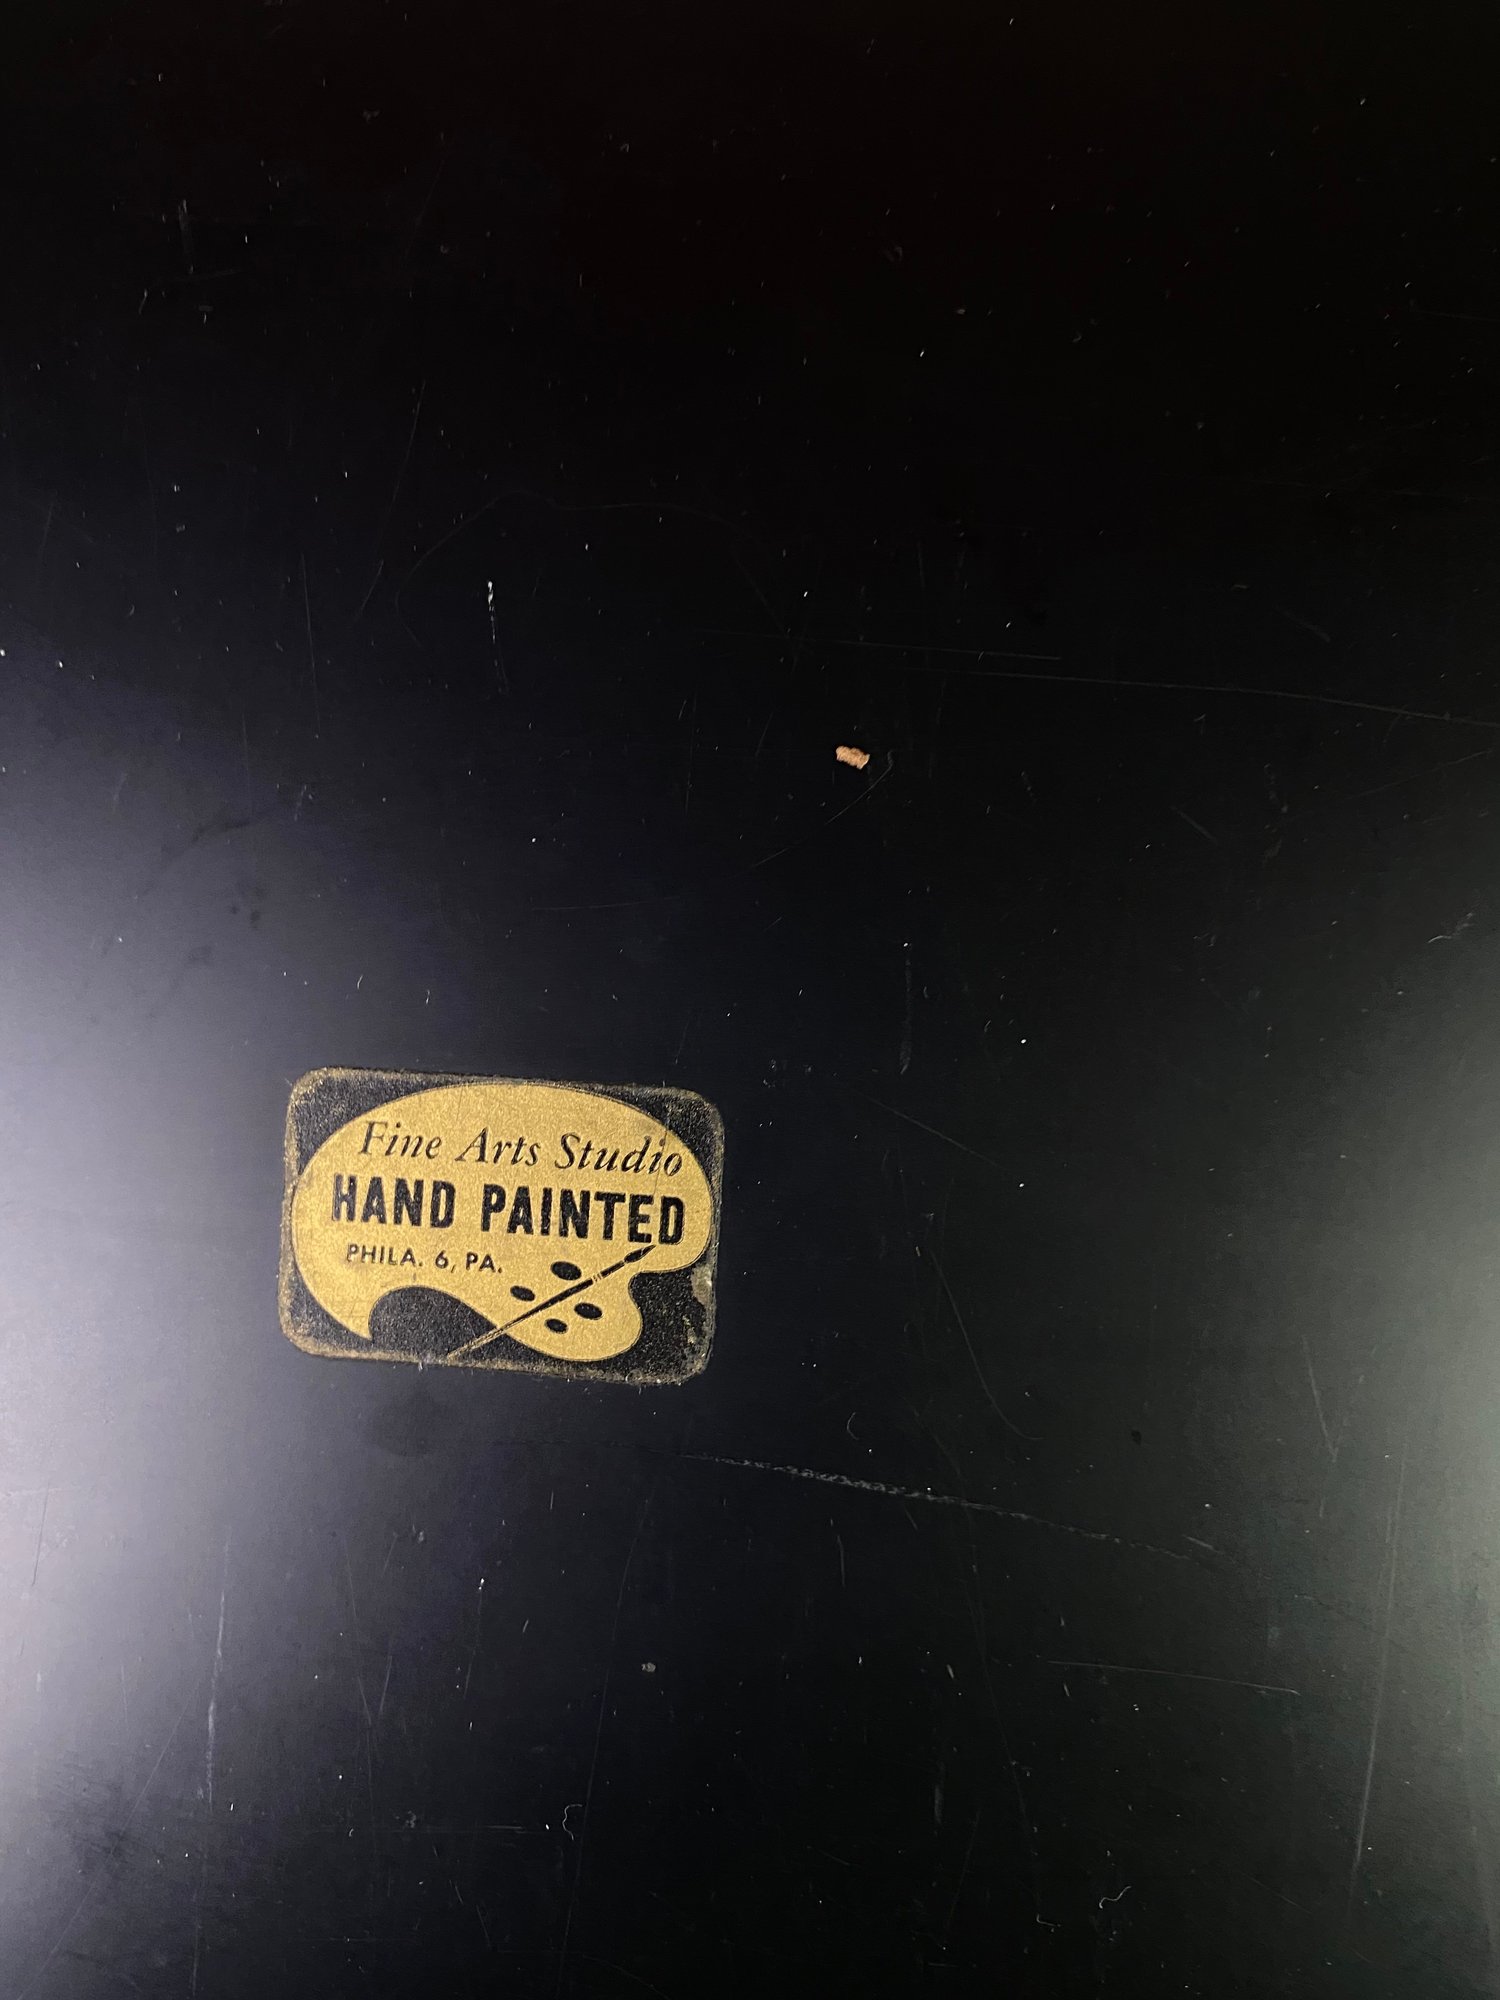 Fine Arts Studio
HAND PAINTED
PHILA. 6, PA.